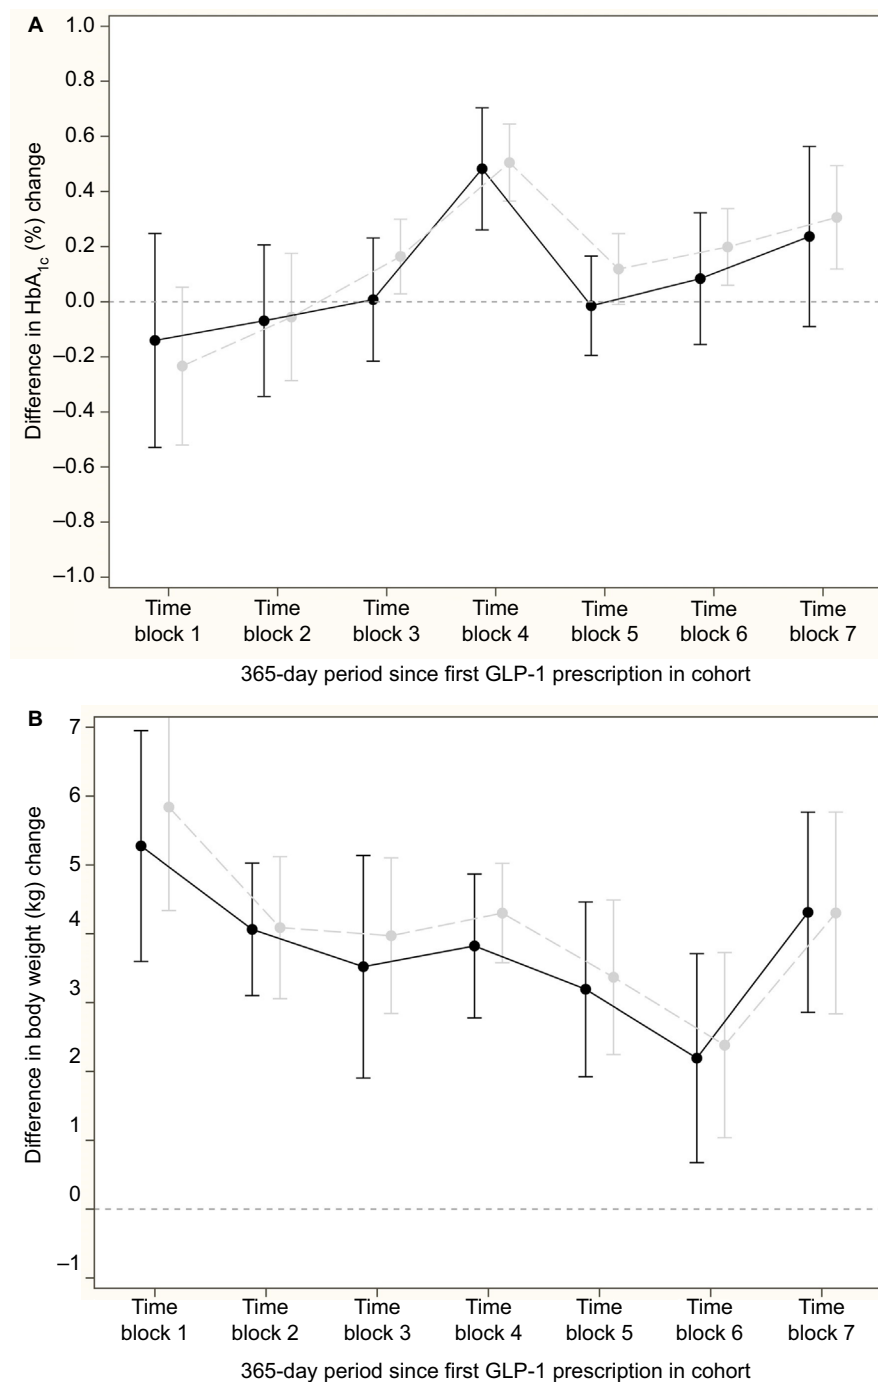 A
Difference in HbA1c (%) change
1.0
0.8
0.6
0.4
0.2
0.0
–0.2
–0.4
–0.6
–0.8
–1.0
Time block 1
Time block 2
Time block 3
Time block 4
Time block 5
Time block 6
Time block 7
365-day period since first GLP-1 prescription in cohort
B
Difference in body weight (kg) change
7
6
5
4
3
2
1
0
–1
Time block 1
Time block 2
Time block 3
Time block 4
Time block 5
Time block 6
Time block 7
365-day period since first GLP-1 prescription in cohort